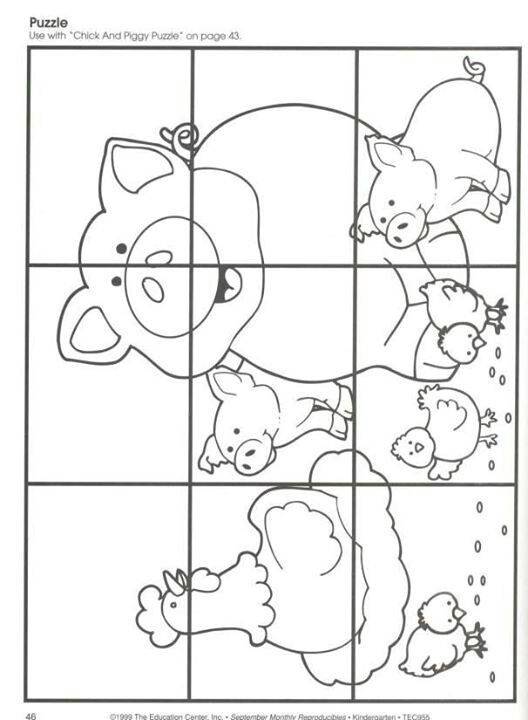 Puzzle
Use with "Chick And Piggy Puzzle" on page 43.
46 ©1999 The Education Center, Inc. • September Monthly Reproducibles • Kindergarten • TEC955